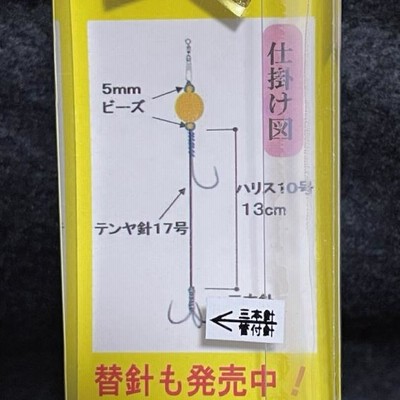 仕掛け図
5mm
ビーズ
ハリス10号
13cm
テンヤ針17号
三本針
管付針
替針も発売中!